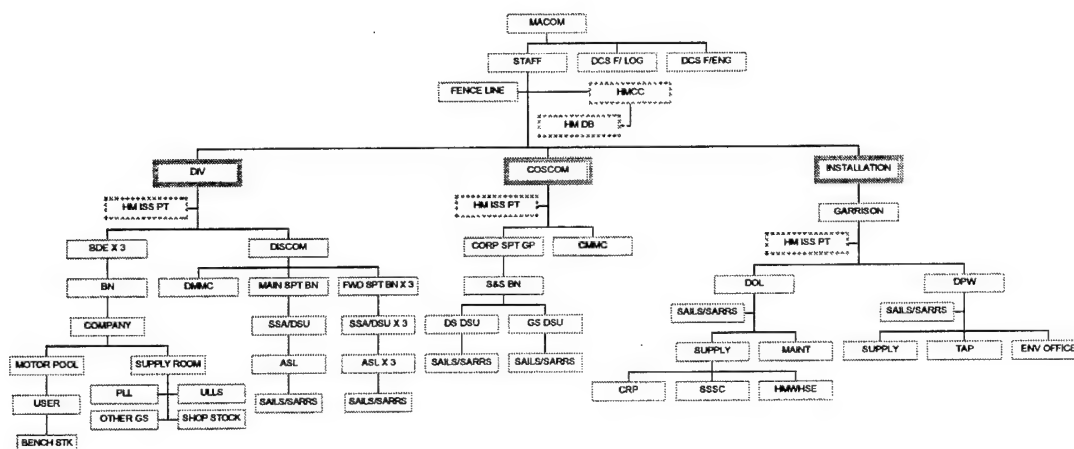 MACOM
STAFF
DCS F/ LOG
DCS F/ENG
FENCE LINE
HMCC
HM DB
DIV
COSCOM
INSTALLATION
HM ISS PT
HM ISS PT
GARRISON
HM ISS PT
BDE X 3
DISCOM
CORP SPT GP
CMMC
BN
DMMC
MAIN SPT BN
FWD SPT BN X 3
S&S BN
DOL
DPW
COMPANY
SSA/DSU
SSA/DSU X 3
DS DSU
GS DSU
SAILS/SARRS
SAILS/SARRS
MOTOR POOL
SUPPLY ROOM
ASL
ASL X 3
SAILS/SARRS
SAILS/SARRS
SUPPLY
MAINT
SUPPLY
TAP
ENV OFFICE
PLL
ULLS
CRP
SSSC
HMWHSE
USER
SAILS/SARRS
SAILS/SARRS
OTHER GS
SHOP STOCK
BENCH STK